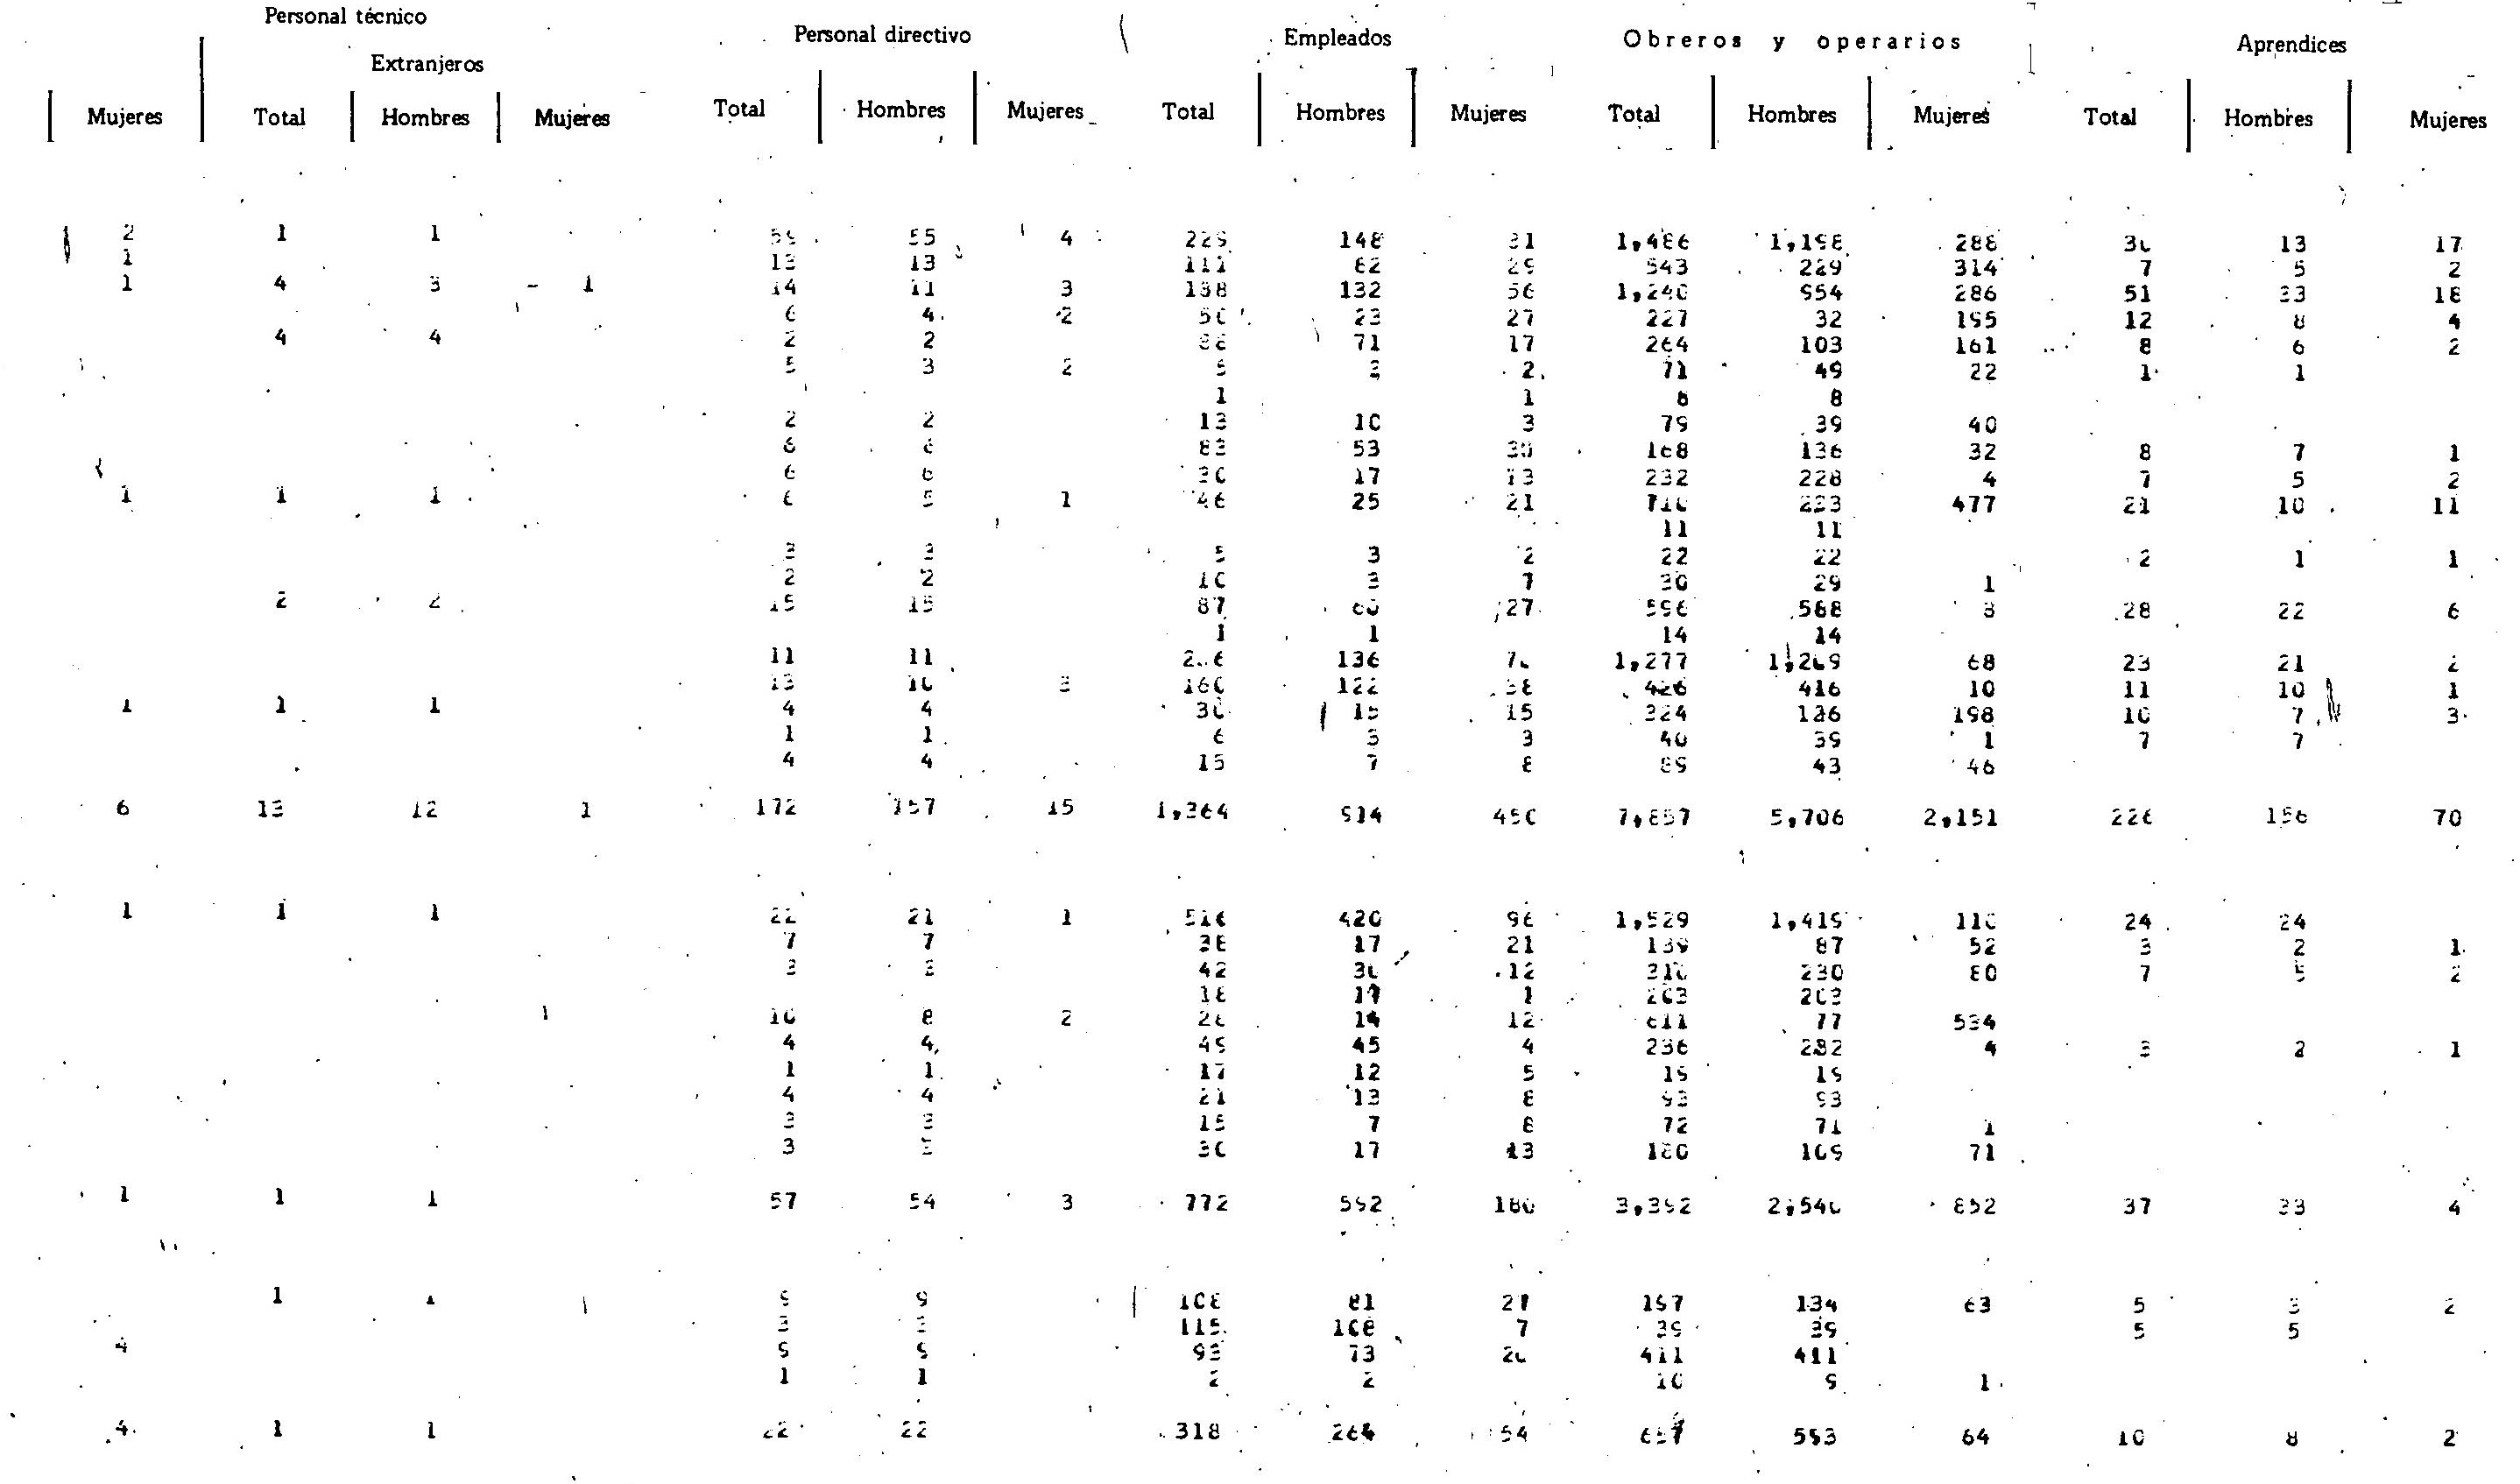 Personal técnico
Personal directivo
Empleados
Obreros y operarios
Aprendices
Extranjeros
Mujeres Total Hombres Mujeres Total Hombres Mujeres Total Hombres Mujeres Total Hombres Mujeres Total Hombres Mujeres
2 1 1 59 55 4 229 148 81 1,486 1,198 288 30 13 17
1 13 13 111 82 29 543 229 314 7 5 2
1 4 3 1 14 11 3 188 132 56 1,240 954 286 51 33 18
6 4 2 50 23 27 227 32 195 12 8 4
4 4 2 2 88 71 17 264 103 161 8 6 2
5 3 2 5 3 2 71 49 22 1 1
1 1 8 8
2 2 13 10 3 79 39 40
6 6 83 53 30 168 136 32 8 7 1
6 6 30 17 13 232 228 4 7 5 2
1 1 1 6 5 1 46 25 21 710 233 477 21 10 11
11 11
3 3 5 3 2 22 22 2 1 1
2 2 10 3 7 30 29 1
2 2 15 15 87 60 27 596 588 8 28 22 6
1 1 14 14
11 11 206 136 70 1,277 1,209 68 23 21 2
13 10 3 160 122 38 426 416 10 11 10 1
1 1 1 4 4 30 15 15 324 126 198 10 7 3
1 1 6 3 3 40 39 1 7 7
4 4 15 7 8 89 43 46
6 13 12 1 172 157 15 1,364 914 450 7,857 5,706 2,151 226 156 70
1 1 1 22 21 1 516 420 96 1,529 1,419 110 24 24
7 7 38 17 21 139 87 52 3 2 1
3 3 42 30 12 310 230 80 7 5 2
18 17 1 203 203
10 8 2 26 14 12 611 77 534
4 4 49 45 4 236 232 4 3 2 1
1 1 17 12 5 19 19
4 4 21 13 8 93 93
3 3 15 7 8 72 71 1
3 3 30 17 13 180 109 71
1 1 1 57 54 3 772 592 180 3,392 2,540 852 37 33 4
1 1 9 9 108 81 27 197 134 63 5 3 2
3 3 115 108 7 39 39 5 5
4 9 9 93 73 20 411 411
1 1 2 2 10 9 1
4 1 1 22 22 318 264 54 657 593 64 10 8 2